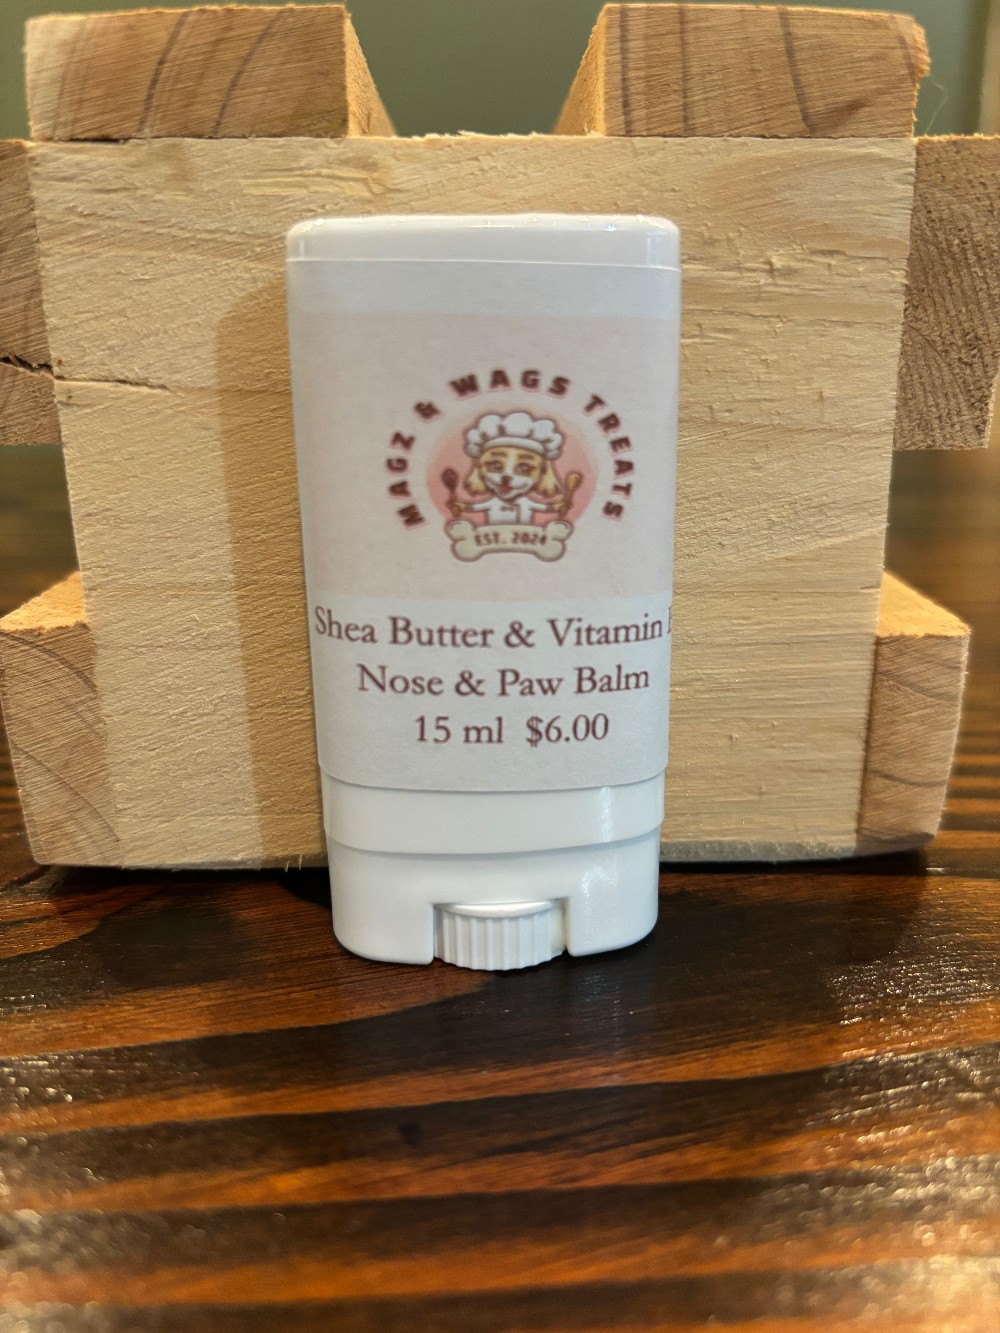 MAGZ & WAGS TREATS
EST. 2024
Shea Butter & Vitamin
Nose & Paw Balm
15 ml $6.00